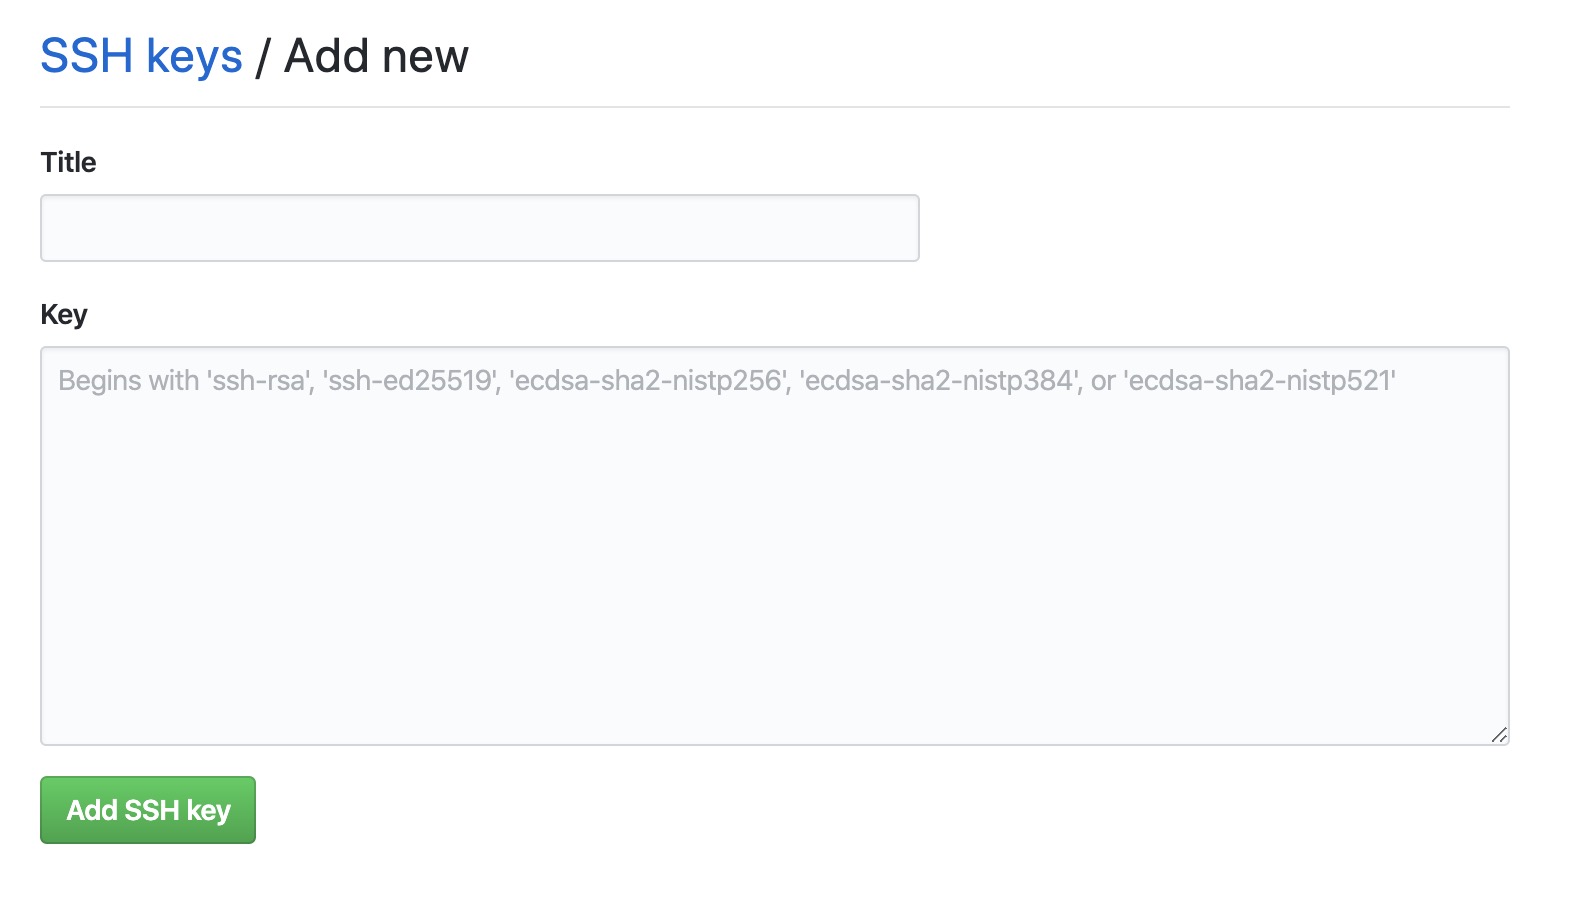 SSH keys / Add new
Title
Key
Begins with 'ssh-rsa', 'ssh-ed25519', 'ecdsa-sha2-nistp256', 'ecdsa-sha2-nistp384', or 'ecdsa-sha2-nistp521'
Add SSH key